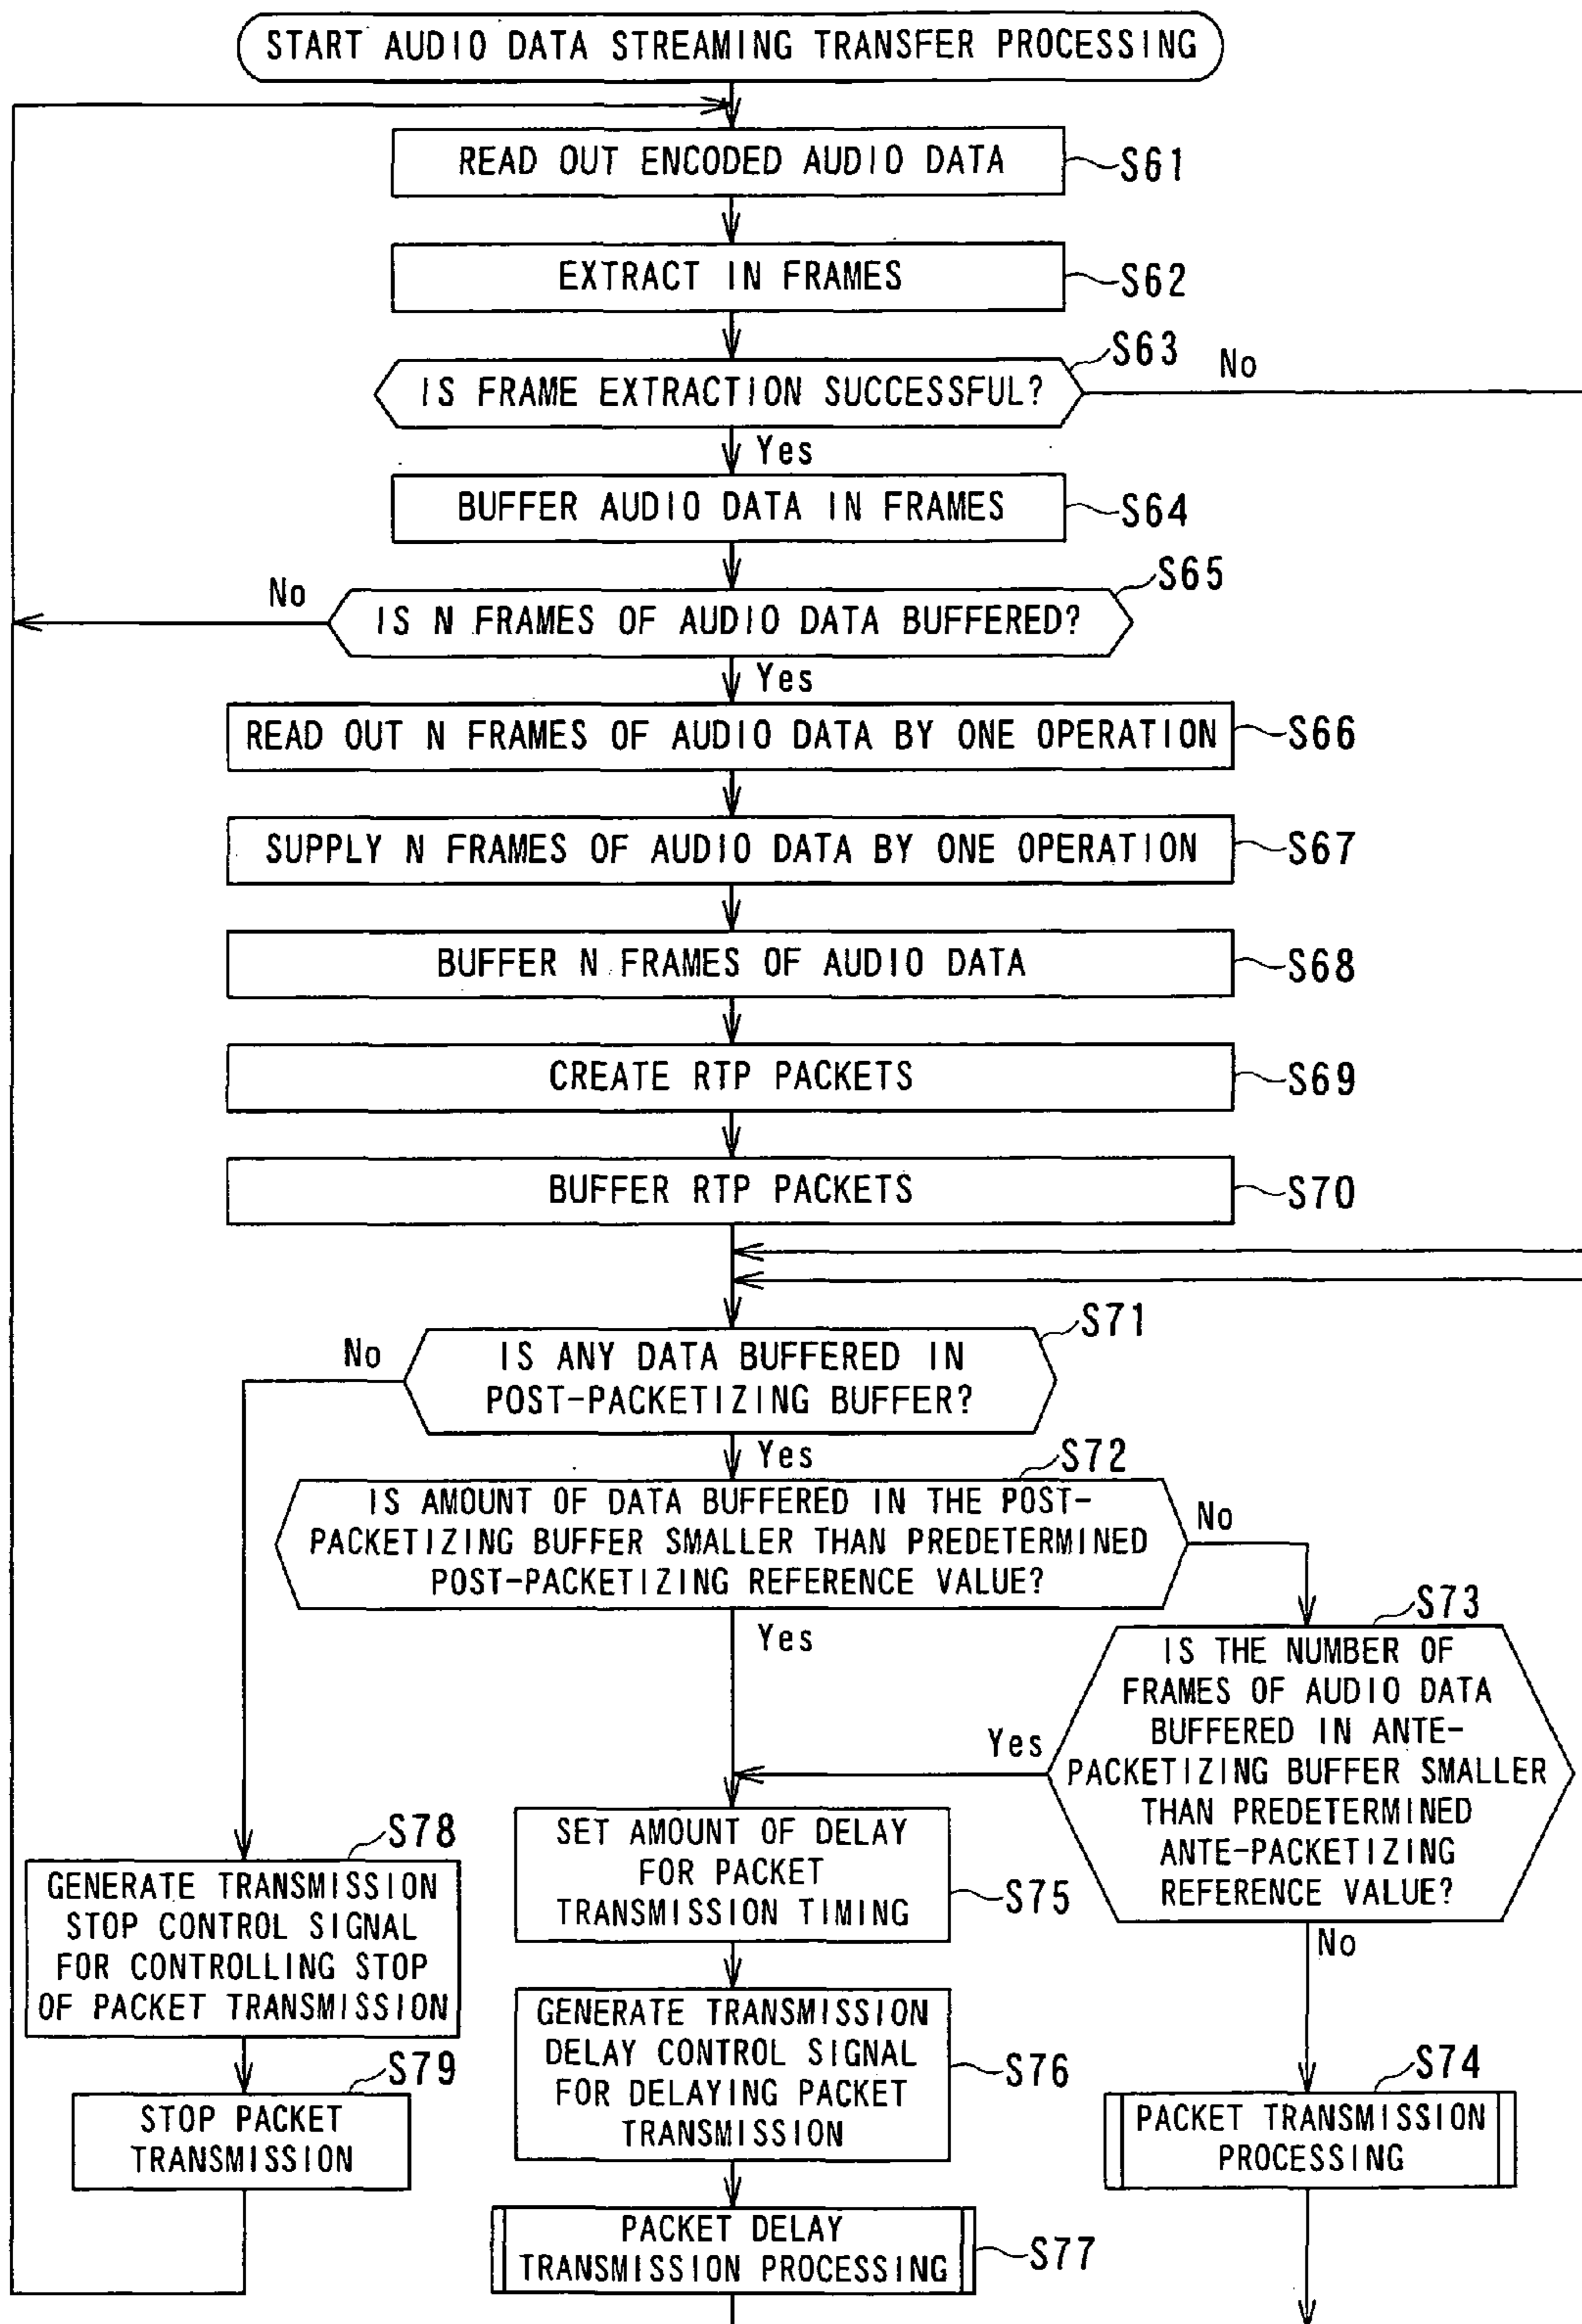 START AUDIO DATA STREAMING TRANSFER PROCESSING
READ OUT ENCODED AUDIO DATA
S61
EXTRACT IN FRAMES
S62
S63
IS FRAME EXTRACTION SUCCESSFUL?
No
Yes
BUFFER AUDIO DATA IN FRAMES
S64
S65
No
IS N FRAMES OF AUDIO DATA BUFFERED?
Yes
READ OUT N FRAMES OF AUDIO DATA BY ONE OPERATION
S66
SUPPLY N FRAMES OF AUDIO DATA BY ONE OPERATION
S67
BUFFER N FRAMES OF AUDIO DATA
S68
CREATE RTP PACKETS
S69
BUFFER RTP PACKETS
S70
S71
No
IS ANY DATA BUFFERED IN
POST-PACKETIZING BUFFER?
Yes
S72
IS AMOUNT OF DATA BUFFERED IN THE POST-
PACKETIZING BUFFER SMALLER THAN PREDETERMINED
POST-PACKETIZING REFERENCE VALUE?
No
Yes
S73
IS THE NUMBER OF
FRAMES OF AUDIO DATA
BUFFERED IN ANTE-
PACKETIZING BUFFER SMALLER
THAN PREDETERMINED
ANTE-PACKETIZING
REFERENCE VALUE?
Yes
No
S78
GENERATE TRANSMISSION
STOP CONTROL SIGNAL
FOR CONTROLLING STOP
OF PACKET TRANSMISSION
SET AMOUNT OF DELAY
FOR PACKET
TRANSMISSION TIMING
S75
GENERATE TRANSMISSION
DELAY CONTROL SIGNAL
FOR DELAYING PACKET
TRANSMISSION
S76
S79
STOP PACKET
TRANSMISSION
S74
PACKET TRANSMISSION
PROCESSING
PACKET DELAY
TRANSMISSION PROCESSING
S77